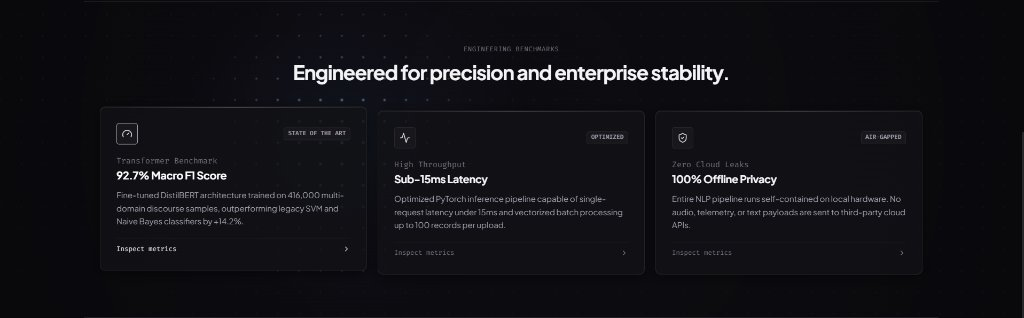 ENGINEERING BENCHMARKS
Engineered for precision and enterprise stability.
STATE OF THE ART
Transformer Benchmark
92.7% Macro F1 Score
Fine-tuned DistilBERT architecture trained on 416,000 multi-
domain discourse samples, outperforming legacy SVM and
Naive Bayes classifiers by +14.2%.
Inspect metrics
OPTIMIZED
High Throughput
Sub-15ms Latency
Optimized PyTorch inference pipeline capable of single-
request latency under 15ms and vectorized batch processing
up to 100 records per upload.
Inspect metrics
AIR GAPPED
Zero Cloud Leaks
100% Offline Privacy
Entire NLP pipeline runs self-contained on local hardware. No
audio, telemetry, or text payloads are sent to third-party cloud
APIs.
Inspect metrics